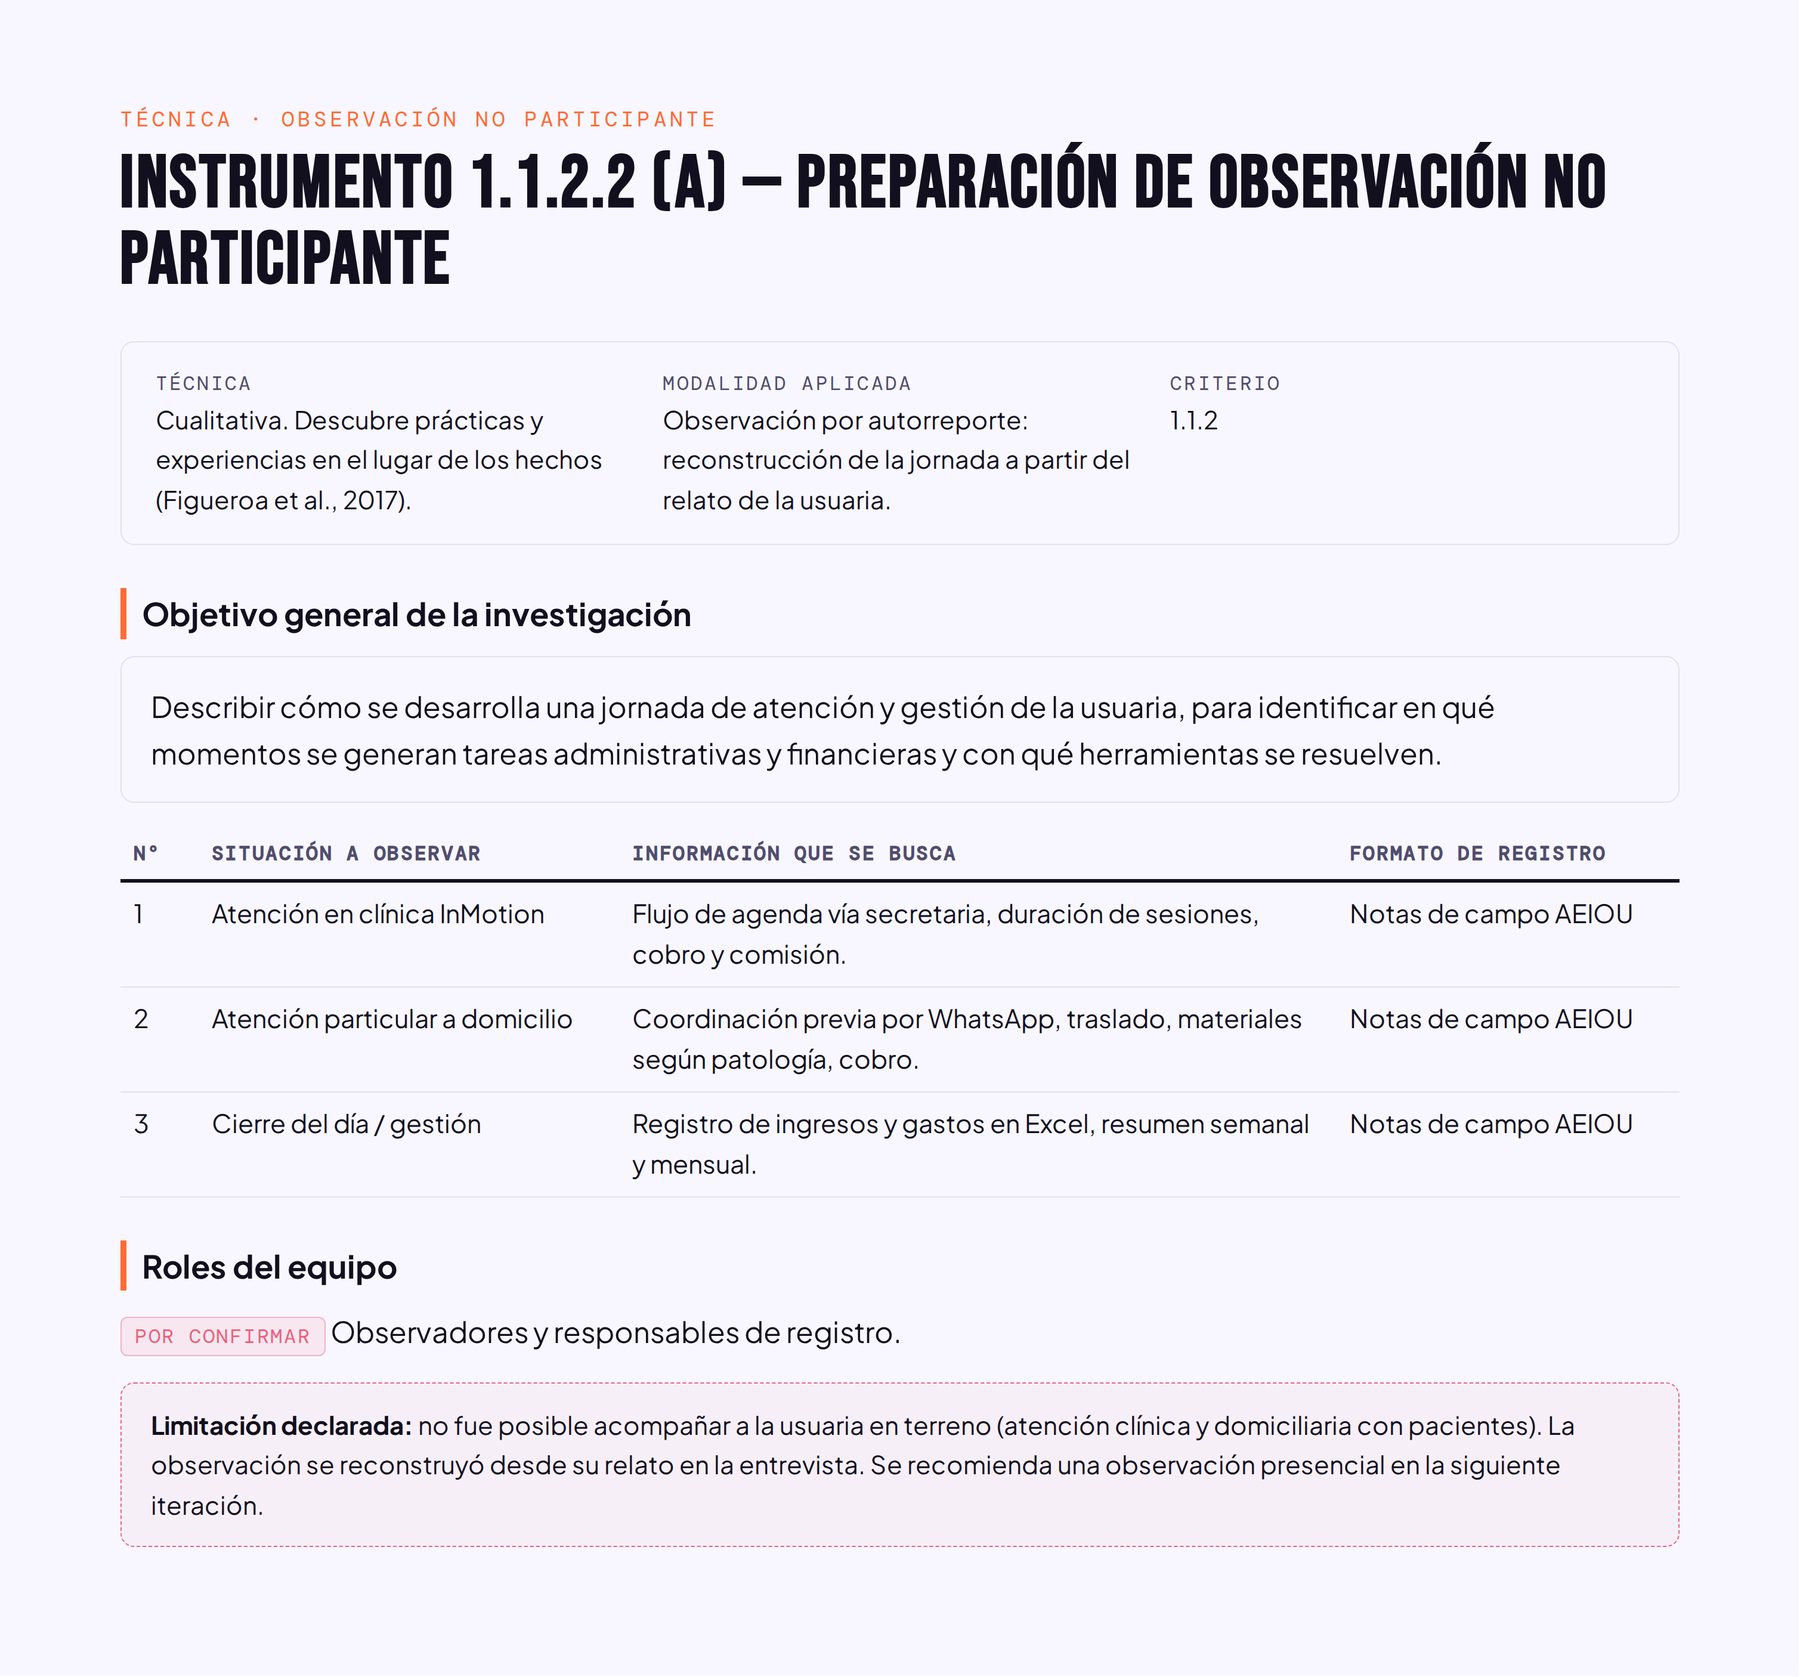 TÉCNICA · OBSERVACIÓN NO PARTICIPANTE
INSTRUMENTO 1.1.2.2 (A) — PREPARACIÓN DE OBSERVACIÓN NO
PARTICIPANTE
TÉCNICA
Cualitativa. Descubre prácticas y
experiencias en el lugar de los hechos
(Figueroa et al., 2017).
MODALIDAD APLICADA
Observación por autorreporte:
reconstrucción de la jornada a partir del
relato de la usuaria.
CRITERIO
1.1.2
Objetivo general de la investigación
Describir cómo se desarrolla una jornada de atención y gestión de la usuaria, para identificar en qué
momentos se generan tareas administrativas y financieras y con qué herramientas se resuelven.
N° SITUACIÓN A OBSERVAR INFORMACIÓN QUE SE BUSCA FORMATO DE REGISTRO
1 Atención en clínica InMotion Flujo de agenda vía secretaria, duración de sesiones, Notas de campo AEIOU
cobro y comisión.
2 Atención particular a domicilio Coordinación previa por WhatsApp, traslado, materiales Notas de campo AEIOU
según patología, cobro.
3 Cierre del día / gestión Registro de ingresos y gastos en Excel, resumen semanal Notas de campo AEIOU
y mensual.
Roles del equipo
POR CONFIRMAR Observadores y responsables de registro.
Limitación declarada: no fue posible acompañar a la usuaria en terreno (atención clínica y domiciliaria con pacientes). La
observación se reconstruyó desde su relato en la entrevista. Se recomienda una observación presencial en la siguiente
iteración.